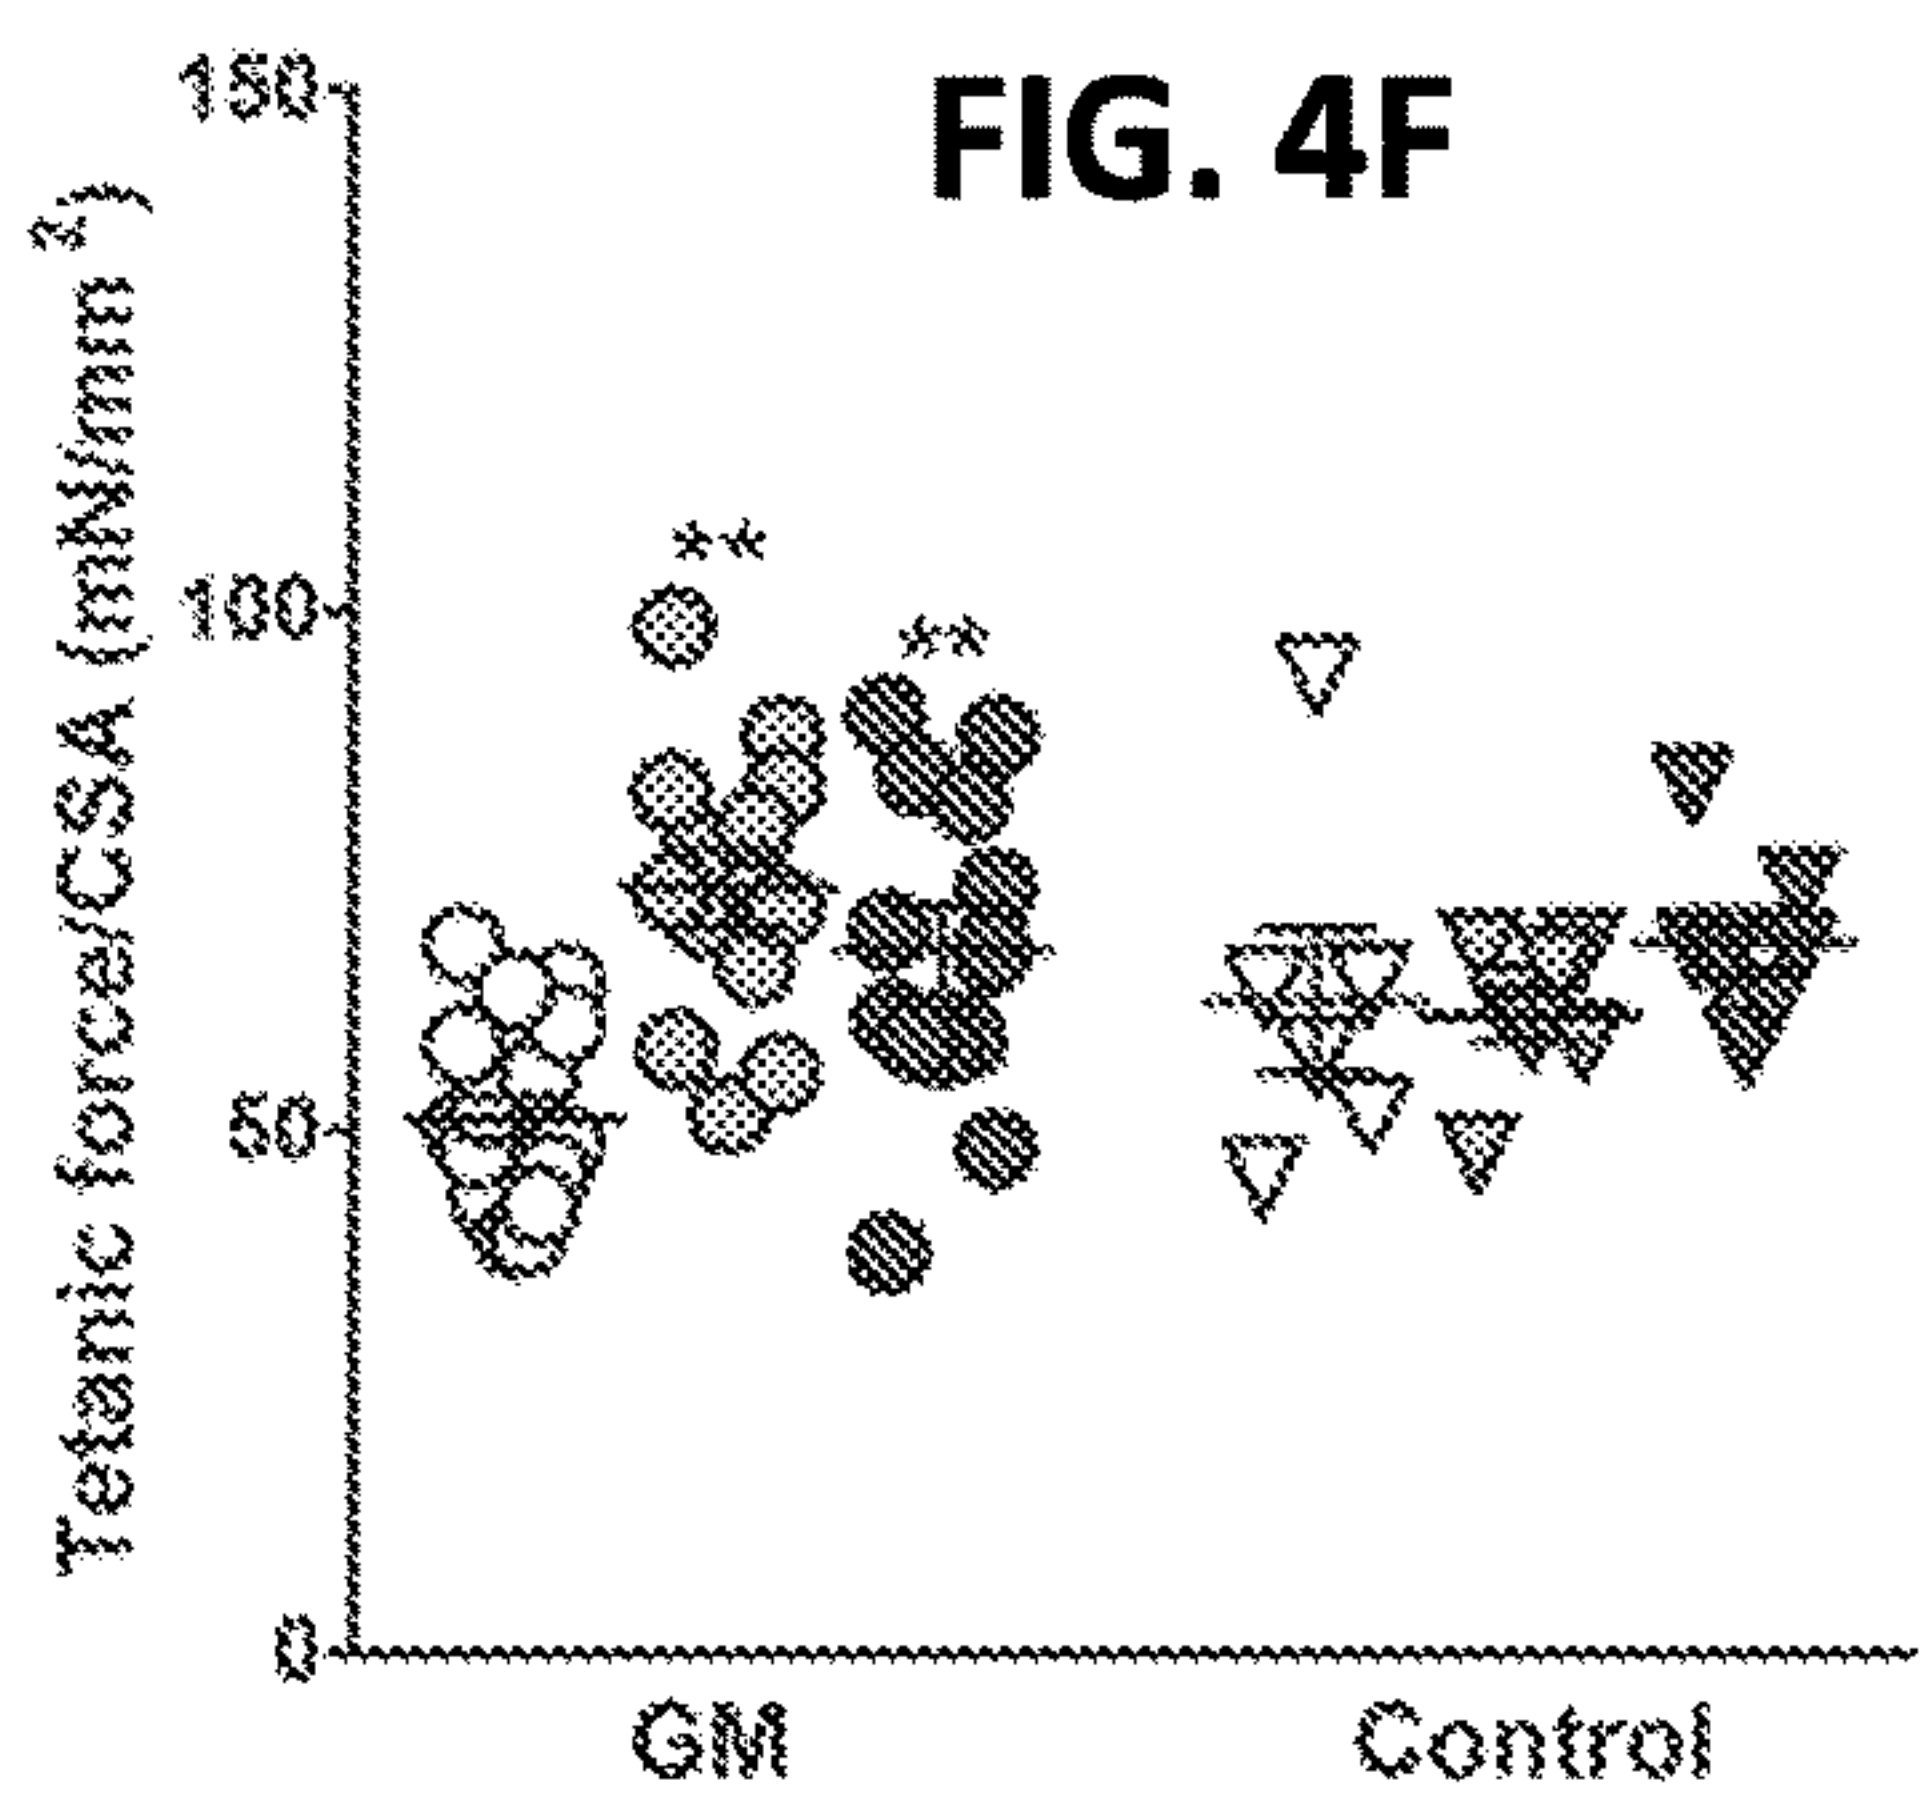 FIG. 4F
Tetanic force/CSA (mN/mm²)
150
100
50
0
**
**
GM
Control